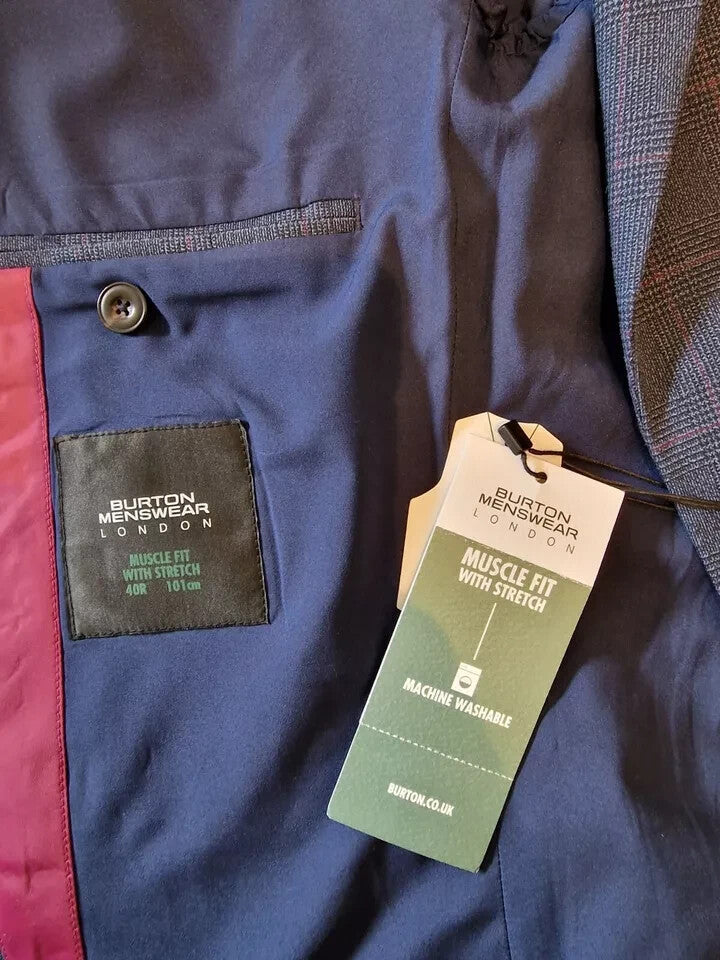 BURTON
MENSWEAR
LONDON
MUSCLE FIT
WITH STRETCH
40R 101cm
BURTON
MENSWEAR
LONDON
MUSCLE FIT
WITH STRETCH
MACHINE WASHABLE
BURTON.CO.UK